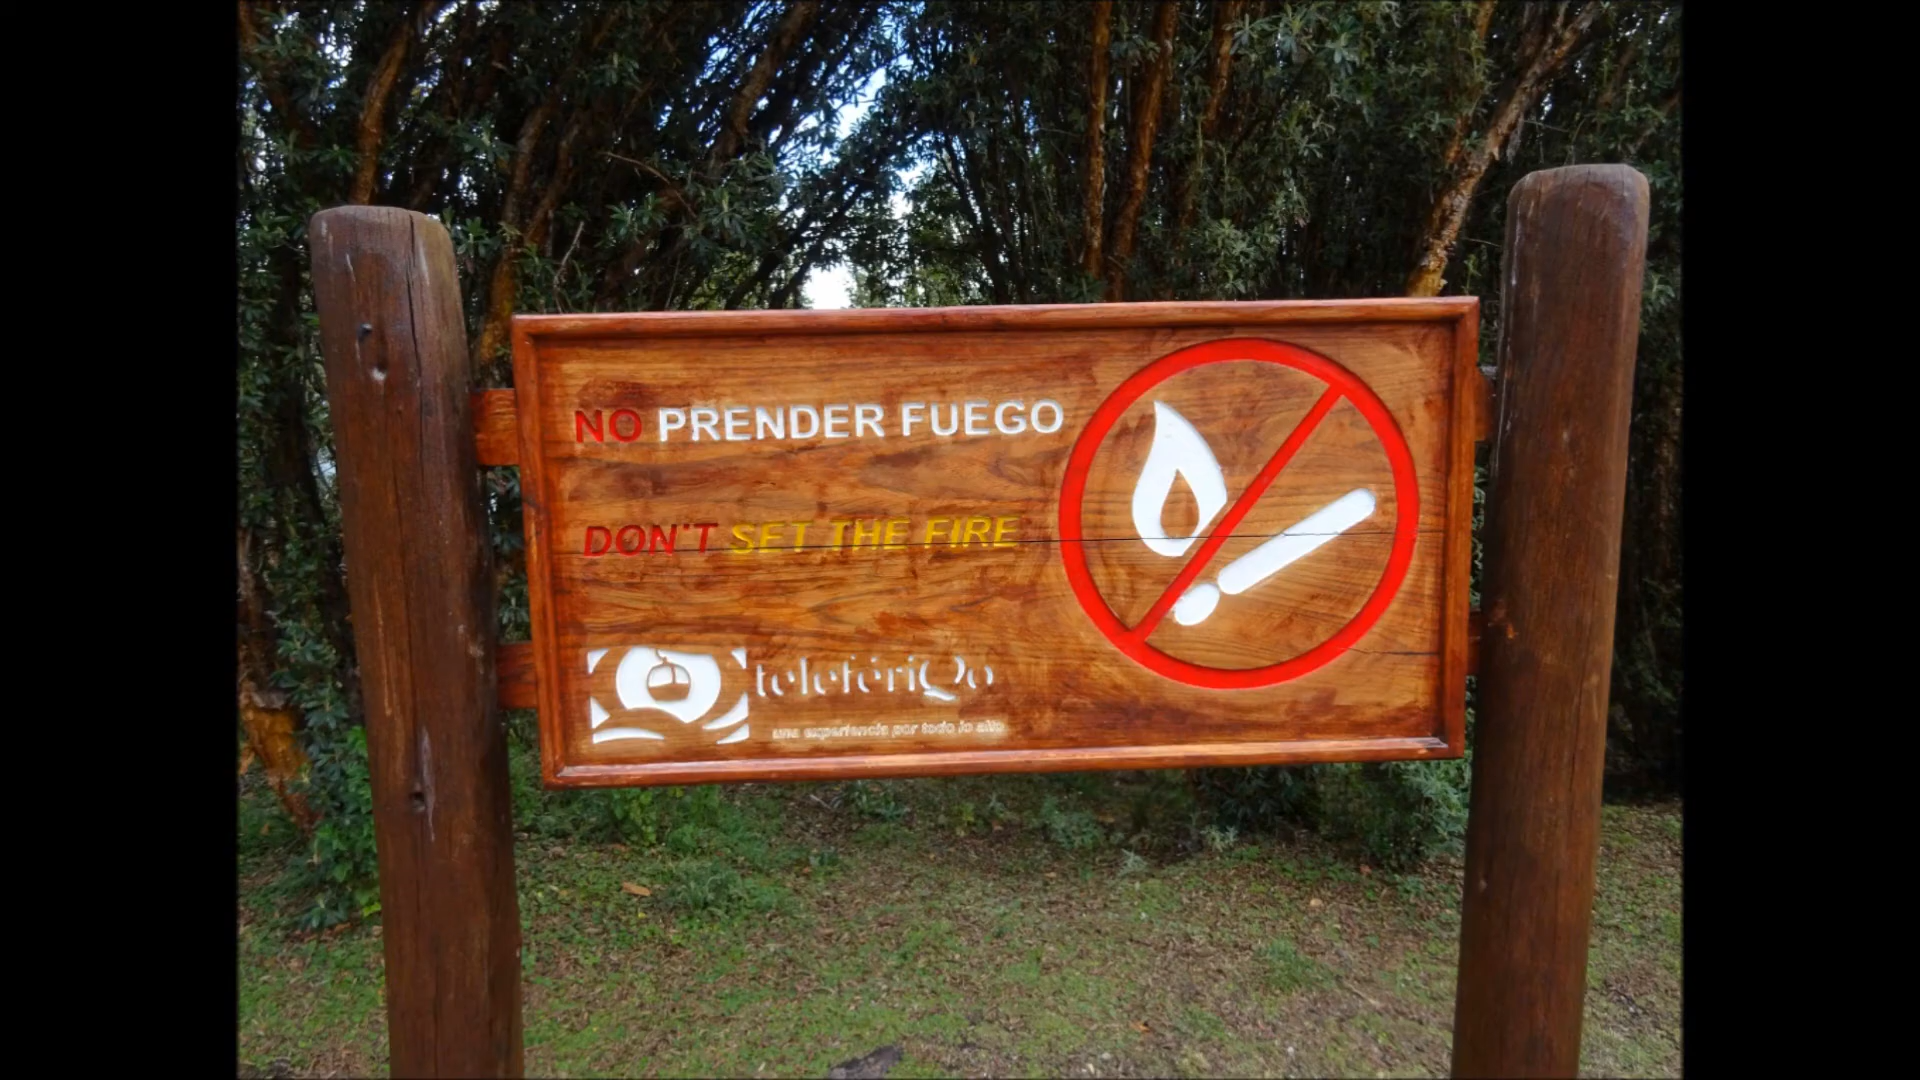 NO PRENDER FUEGO
DON'T SET THE FIRE
teleferiQo
una experiencia por todo lo alto